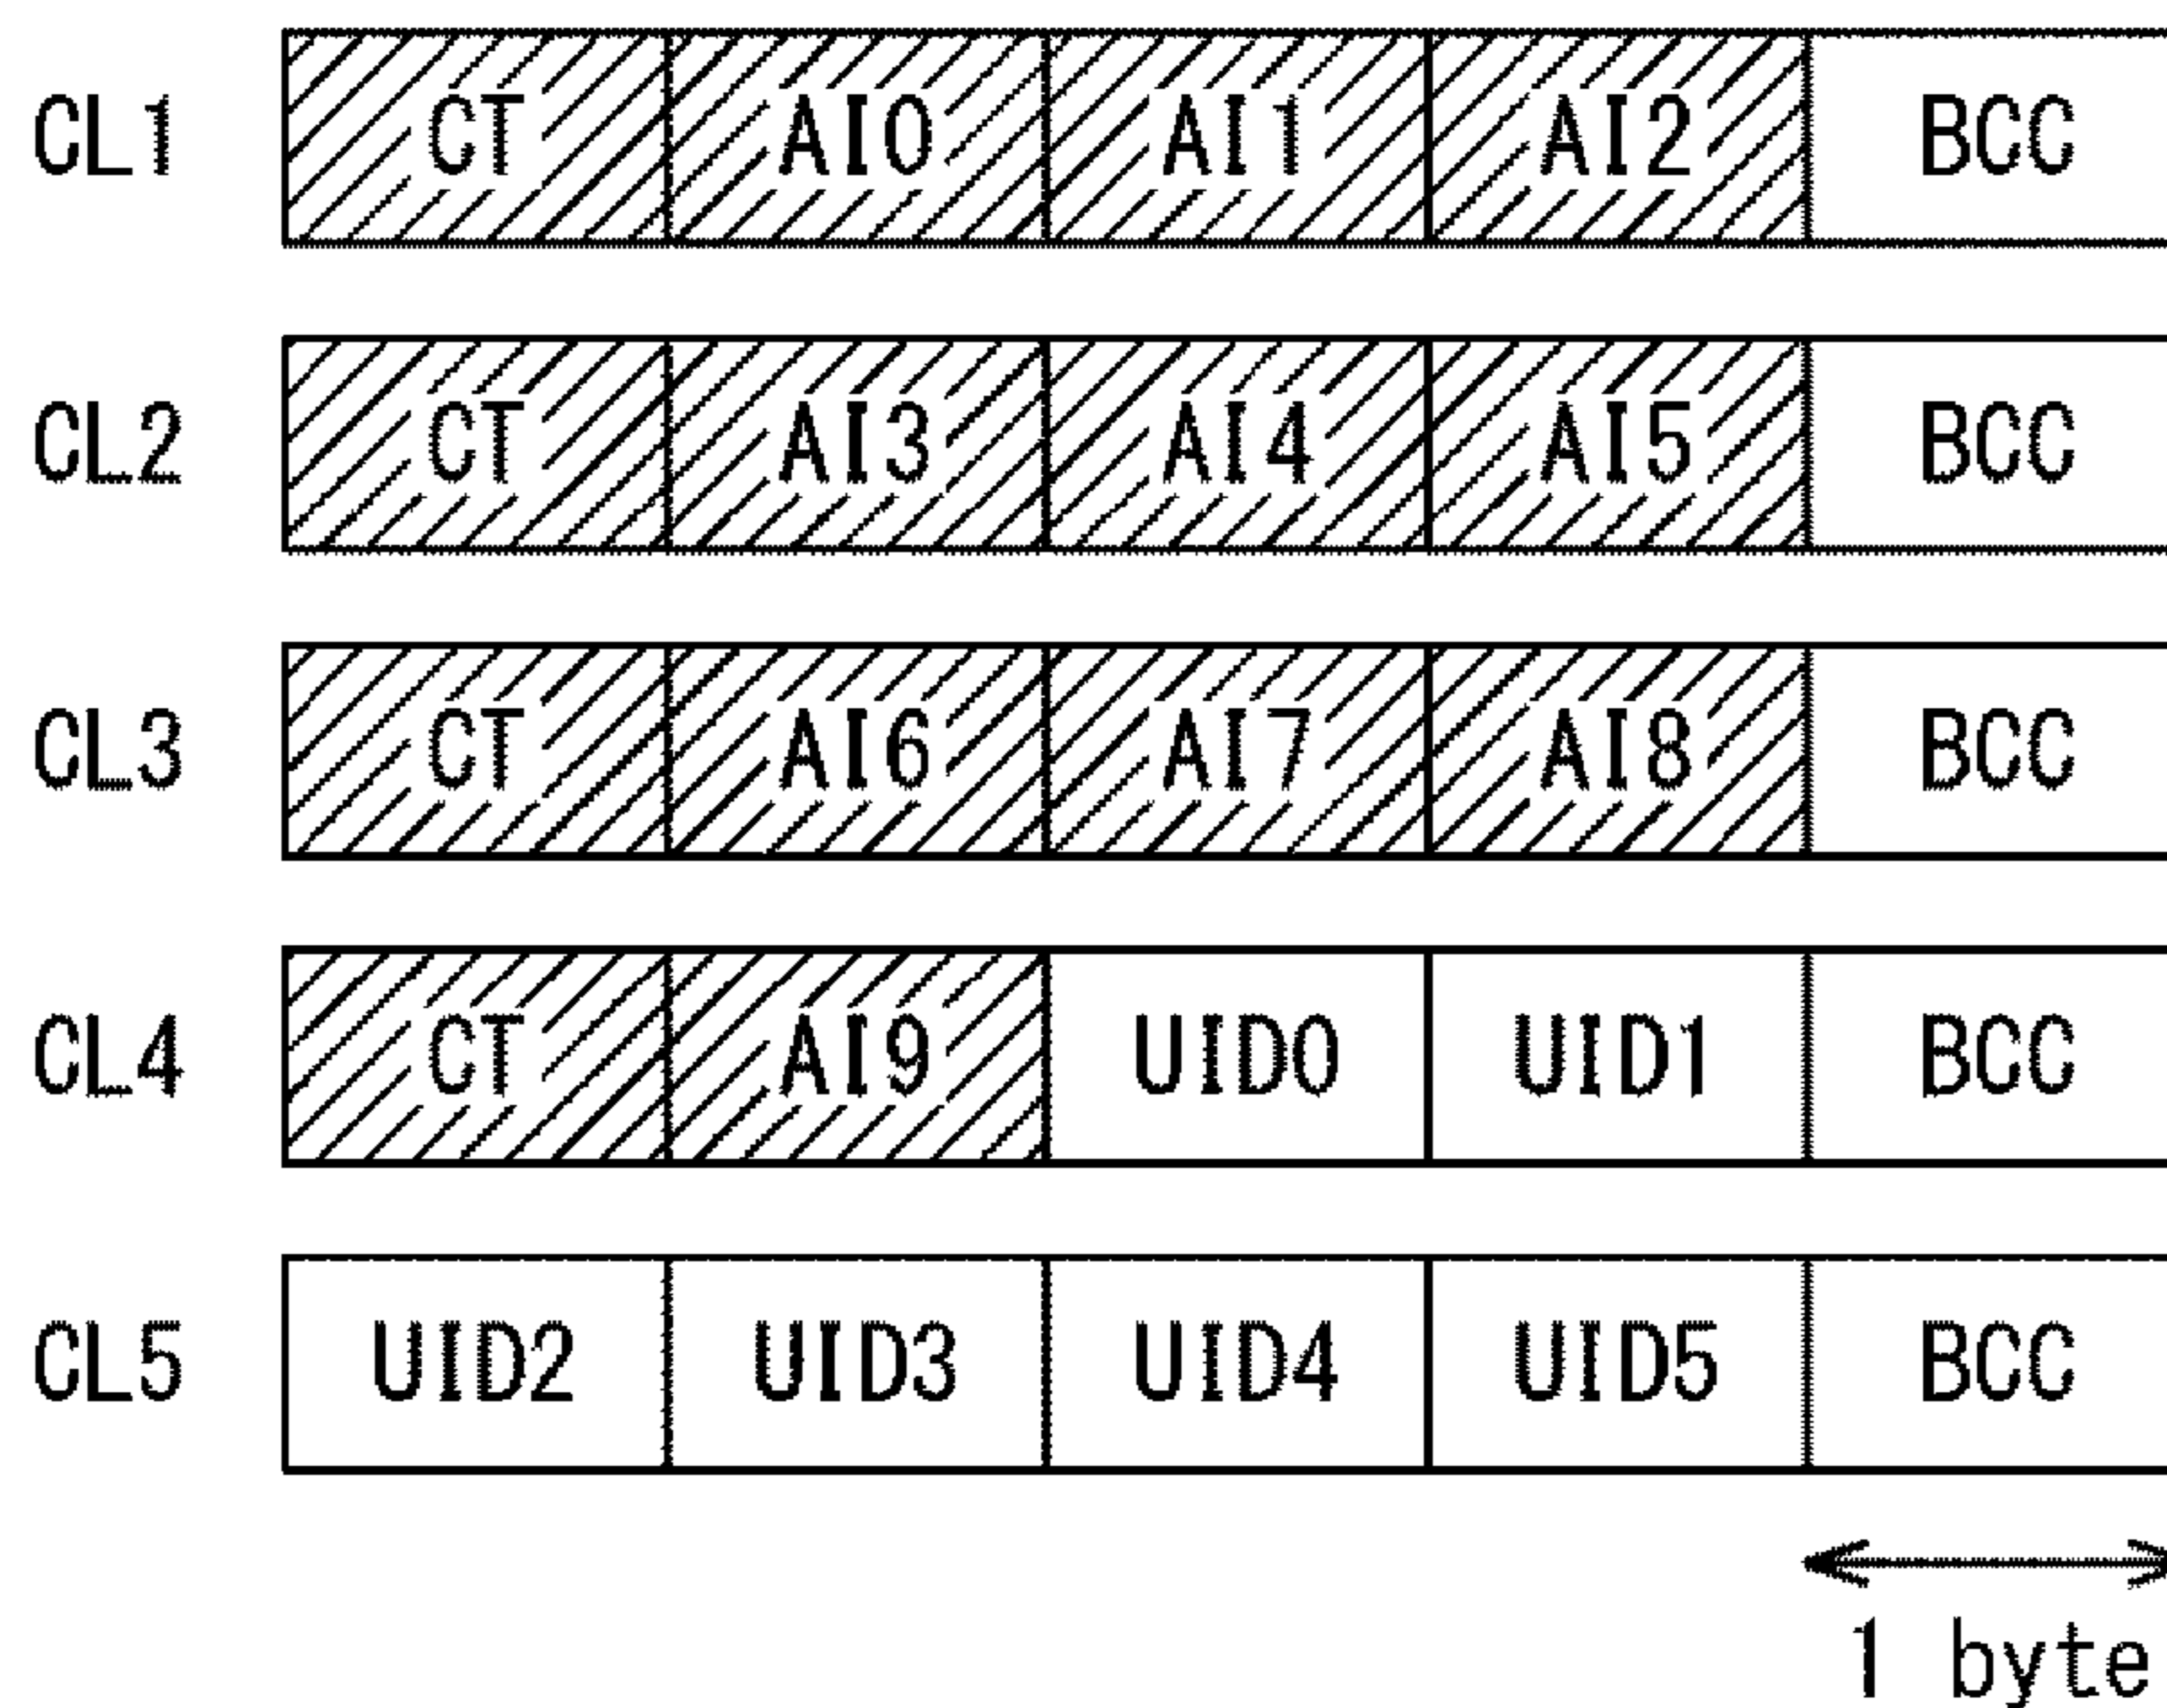 CL1 CT AI0 AI1 AI2 BCC
CL2 CT AI3 AI4 AI5 BCC
CL3 CT AI6 AI7 AI8 BCC
CL4 CT AI9 UID0 UID1 BCC
CL5 UID2 UID3 UID4 UID5 BCC
1 byte